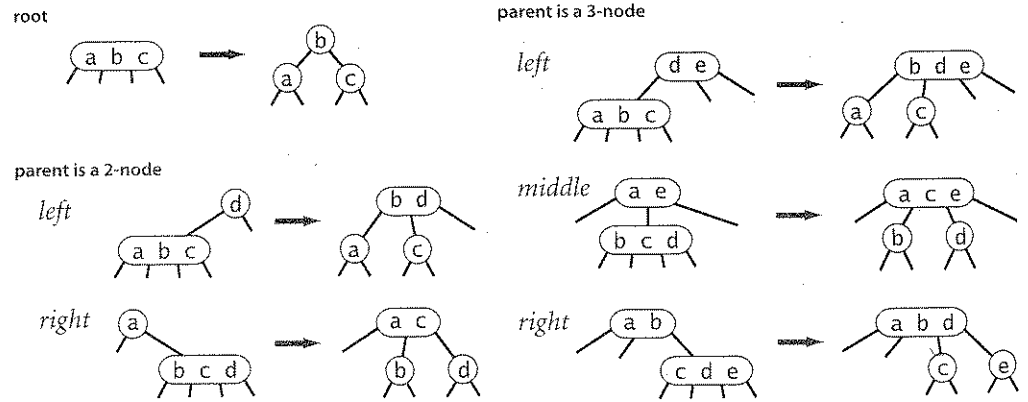 root
a b c
b
a c
parent is a 2-node
left
d
a b c
b d
a c
right
a
b c d
a c
b d
parent is a 3-node
left
d e
a b c
b d e
a c
middle
a e
b c d
a c e
b d
right
a b
c d e
a b d
c e